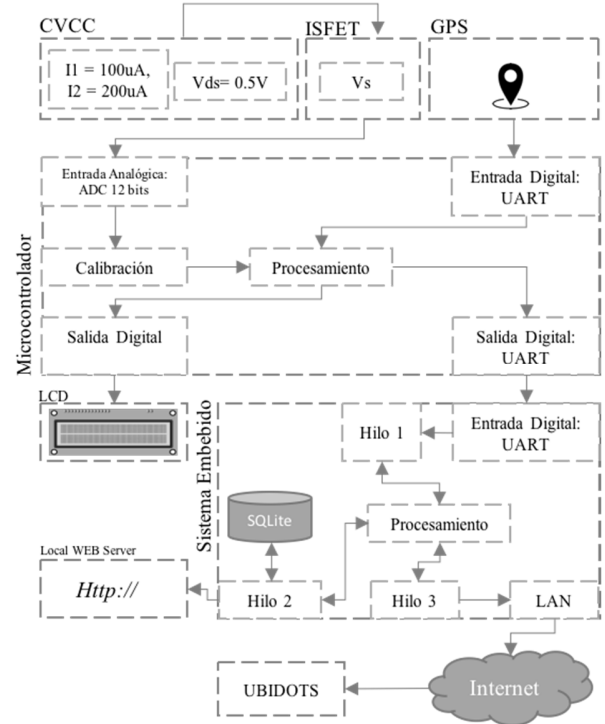 CVCC
ISFET
GPS
I1 = 100uA,
I2 = 200uA
Vds= 0.5V
Vs
Microcontrolador
Entrada Analógica:
ADC 12 bits
Entrada Digital:
UART
Calibración
Procesamiento
Salida Digital
Salida Digital:
UART
LCD
Sistema Embebido
Hilo 1
Entrada Digital:
UART
SQLite
Procesamiento
Local WEB Server
Http://
Hilo 2
Hilo 3
LAN
UBIDOTS
Internet